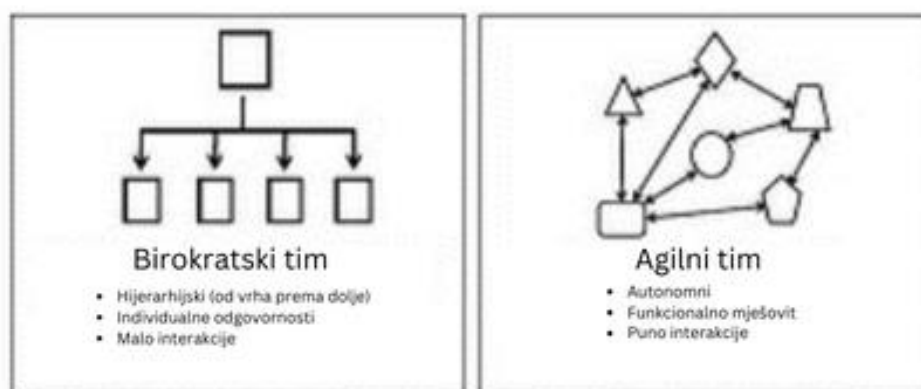 Birokratski tim
Hijerarhijski (od vrha prema dolje)
Individualne odgovornosti
Malo interakcije
Agilni tim
Autonomni
Funkcionalno mješovit
Puno interakcije